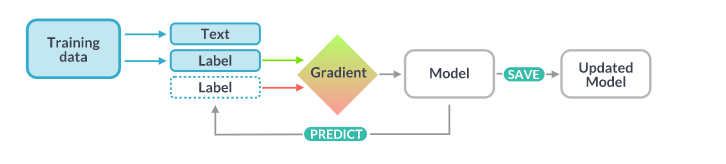 Training
data
Text
Label
Label
Gradient
Model
SAVE
Updated
Model
PREDICT